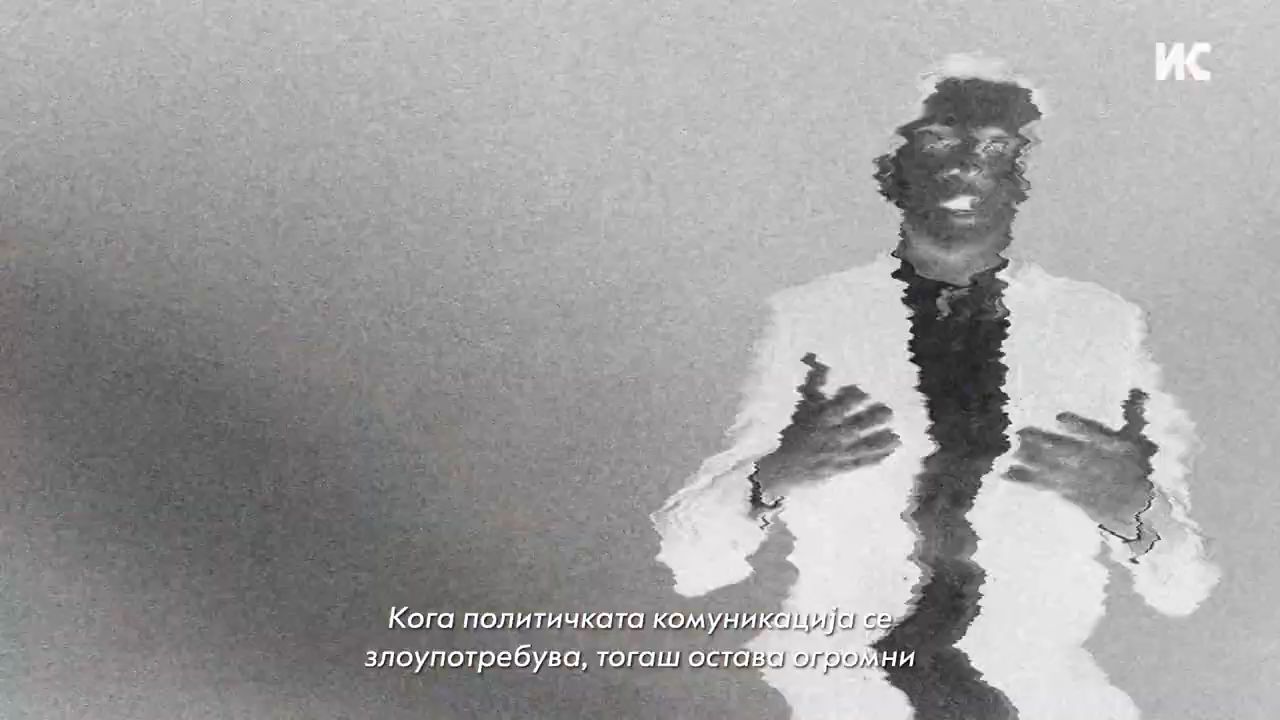 ИС
Кога политичката комуникација се
злоупотребува, тогаш остава огромни